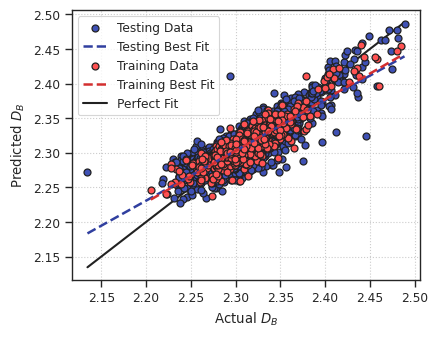 2.50
2.45
2.40
2.35
2.30
2.25
2.20
2.15
Predicted D_B
Testing Data
Testing Best Fit
Training Data
Training Best Fit
Perfect Fit
2.15 2.20 2.25 2.30 2.35 2.40 2.45 2.50
Actual D_B